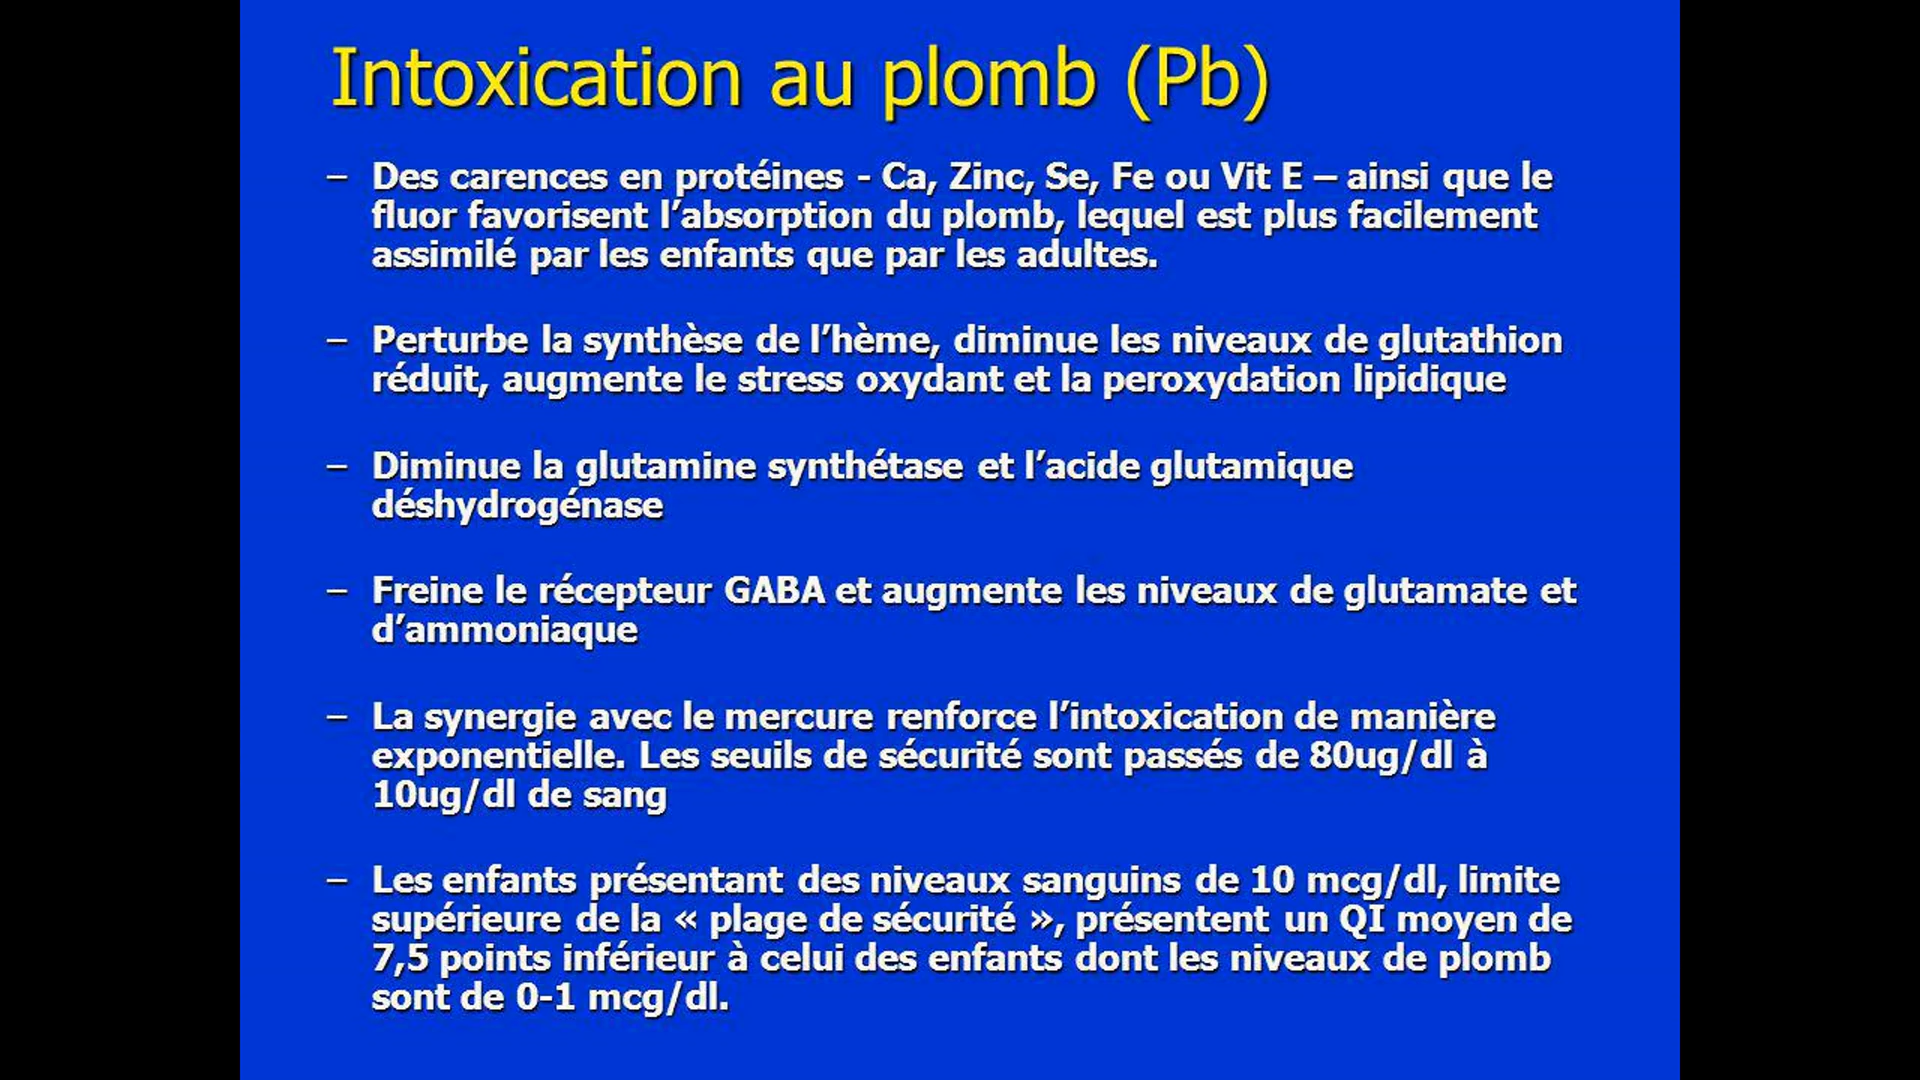 Intoxication au plomb (Pb)
– Des carences en protéines - Ca, Zinc, Se, Fe ou Vit E – ainsi que le
fluor favorisent l’absorption du plomb, lequel est plus facilement
assimilé par les enfants que par les adultes.
– Perturbe la synthèse de l’hème, diminue les niveaux de glutathion
réduit, augmente le stress oxydant et la peroxydation lipidique
– Diminue la glutamine synthétase et l’acide glutamique
déshydrogénase
– Freine le récepteur GABA et augmente les niveaux de glutamate et
d’ammoniaque
– La synergie avec le mercure renforce l’intoxication de manière
exponentielle. Les seuils de sécurité sont passés de 80ug/dl à
10ug/dl de sang
– Les enfants présentant des niveaux sanguins de 10 mcg/dl, limite
supérieure de la « plage de sécurité », présentent un QI moyen de
7,5 points inférieur à celui des enfants dont les niveaux de plomb
sont de 0-1 mcg/dl.